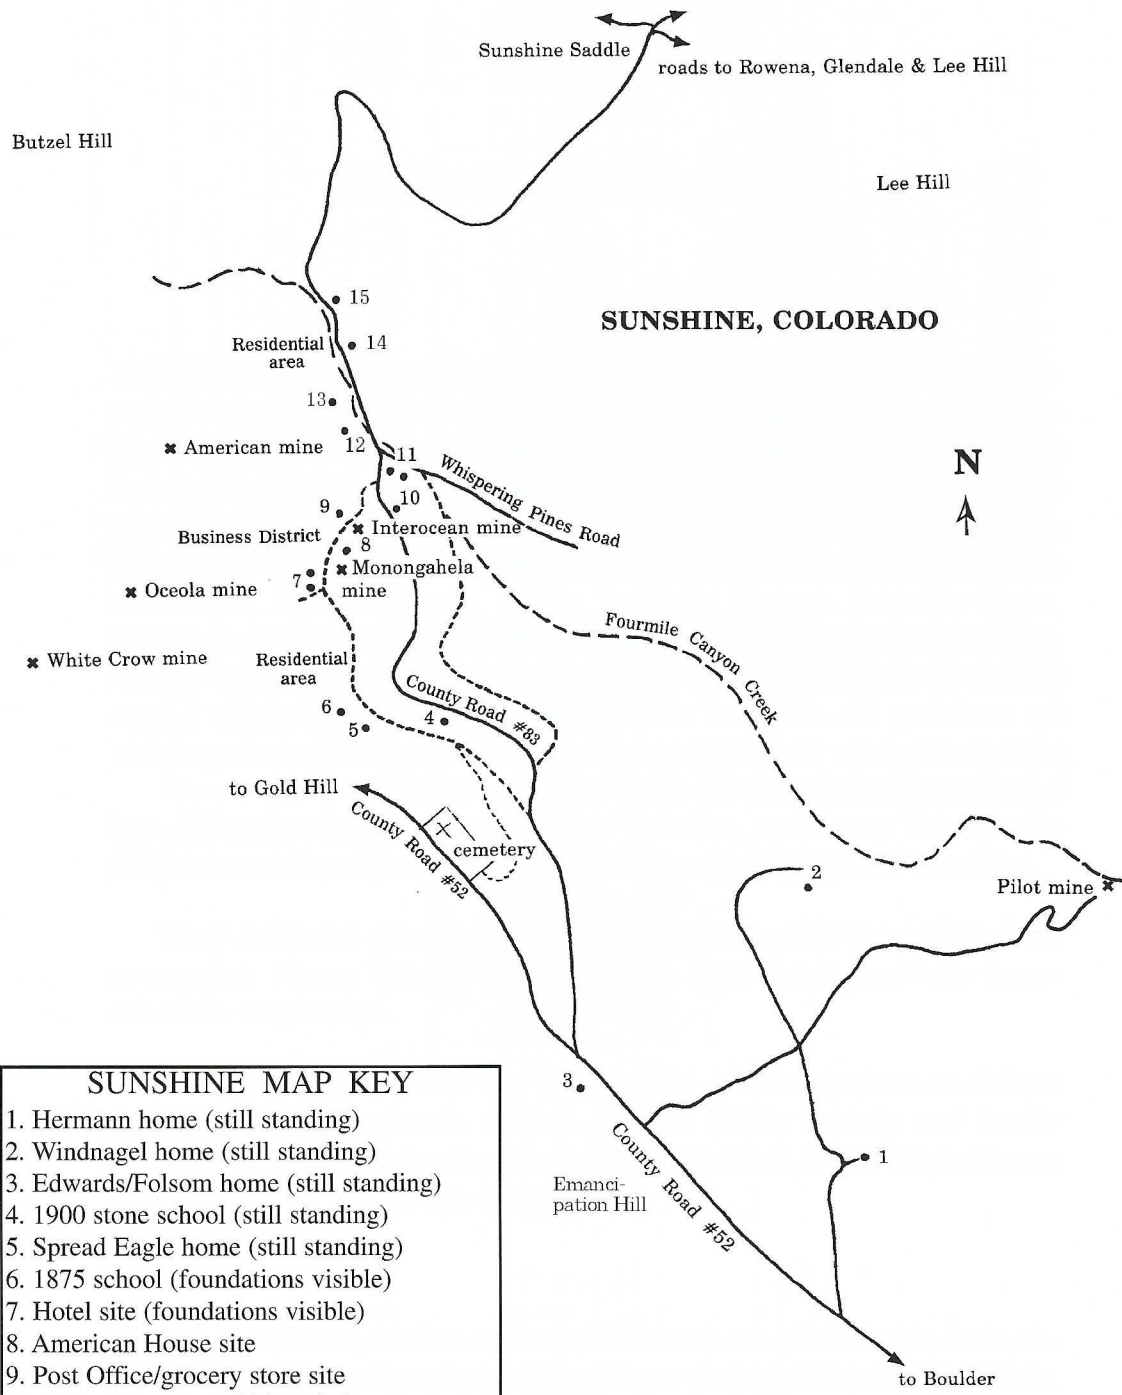 Sunshine Saddle
roads to Rowena, Glendale & Lee Hill
Butzel Hill
Lee Hill
15
SUNSHINE, COLORADO
Residential
area
14
13
12
American mine
11
Whispering Pines Road
N
10
9
Interocean mine
Business District
8
Monongahela
mine
7
Oceola mine
Fourmile Canyon Creek
White Crow mine
Residential
area
County Road #83
6
5
4
to Gold Hill
County Road #52
cemetery
2
Pilot mine
3
1
County Road #52
Emanci-
pation Hill
to Boulder
SUNSHINE MAP KEY
1. Hermann home (still standing)
2. Windnagel home (still standing)
3. Edwards/Folsom home (still standing)
4. 1900 stone school (still standing)
5. Spread Eagle home (still standing)
6. 1875 school (foundations visible)
7. Hotel site (foundations visible)
8. American House site
9. Post Office/grocery store site